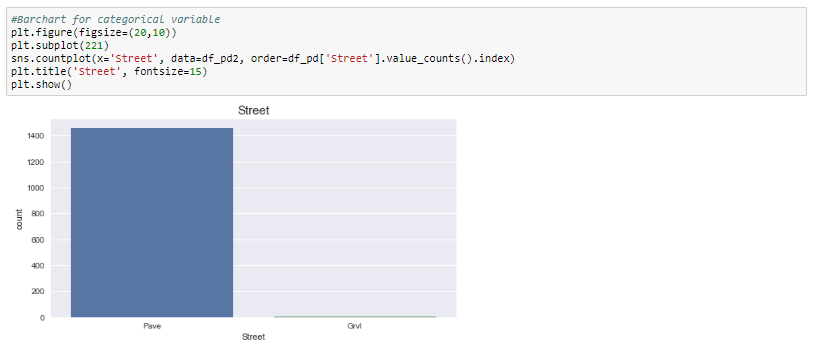 #Barchart for categorical variable
plt.figure(figsize=(20,10))
plt.subplot(221)
sns.countplot(x='Street', data=df_pd2, order=df_pd['Street'].value_counts().index)
plt.title('Street', fontsize=15)
plt.show()
Street
1400
1200
1000
800
600
400
200
0
count
Pave Grvl
Street